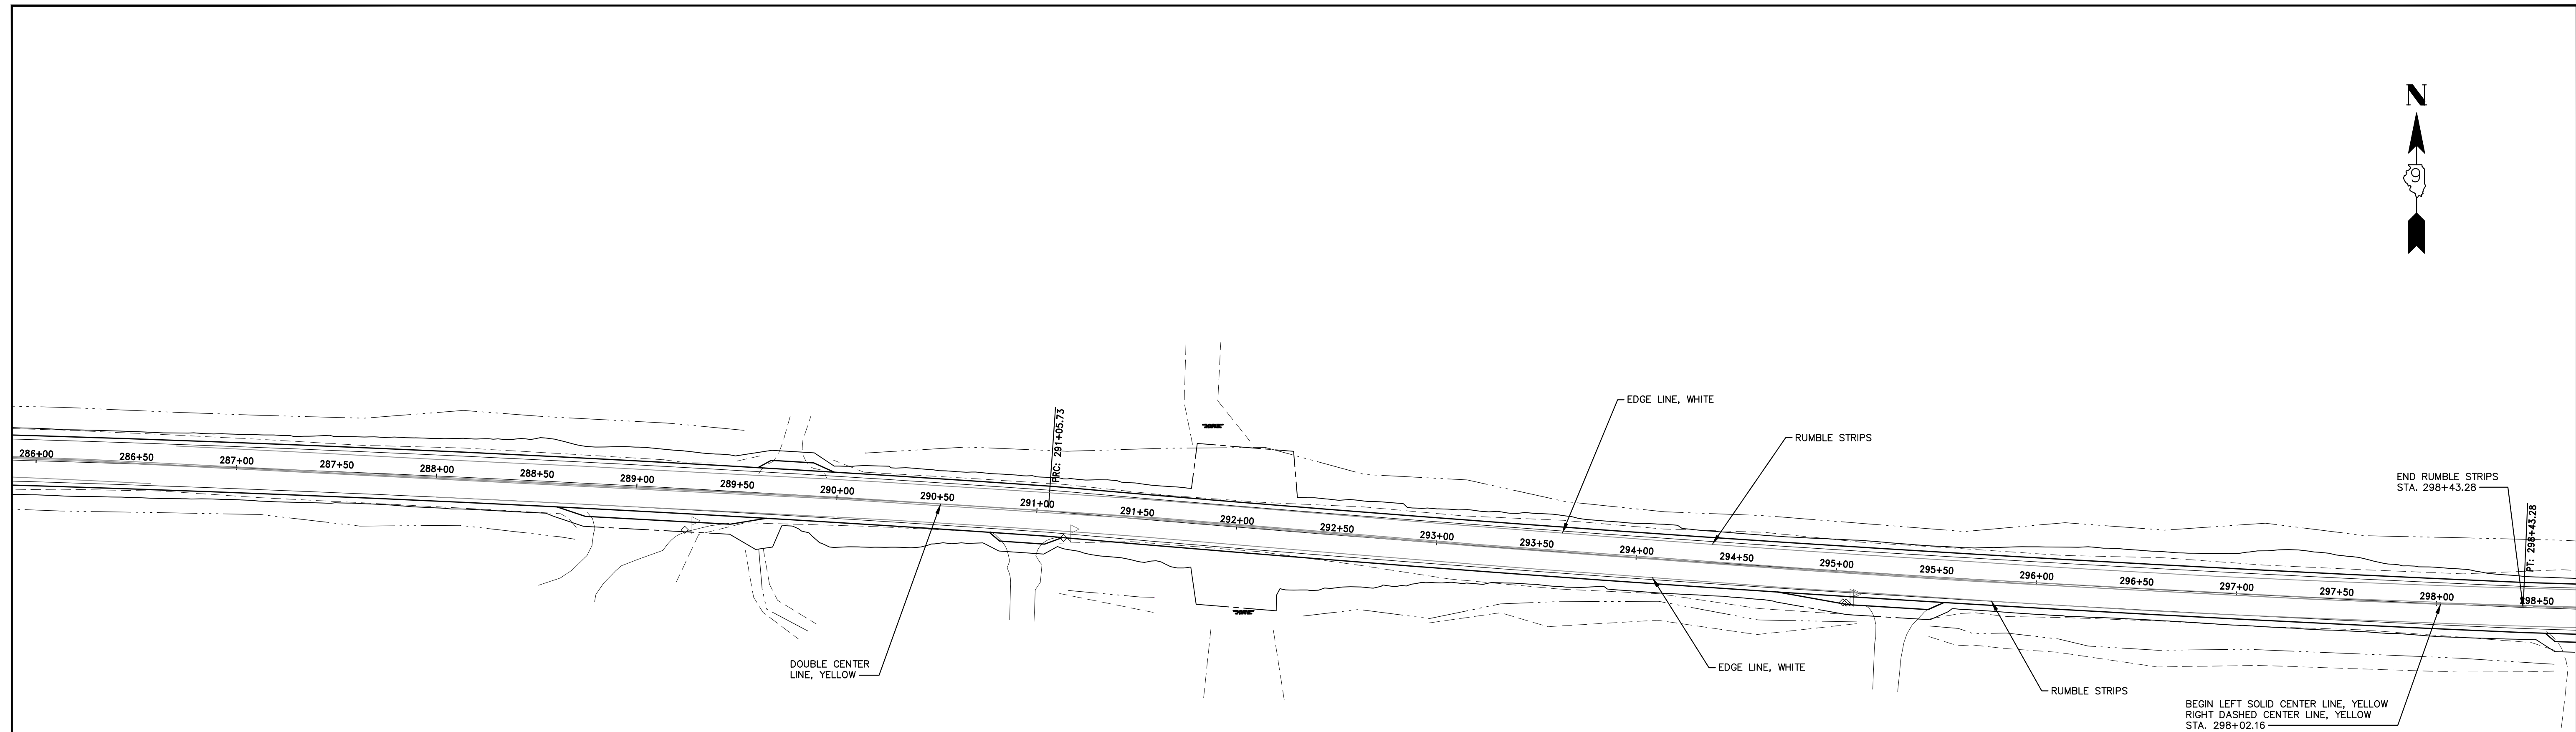 N
9
EDGE LINE, WHITE
RUMBLE STRIPS
PRC: 291+05.73
END RUMBLE STRIPS
STA. 298+43.28
PT: 298+43.28
286+00
286+50
287+00
287+50
288+00
288+50
289+00
289+50
290+00
290+50
291+00
291+50
292+00
292+50
293+00
293+50
294+00
294+50
295+00
295+50
296+00
296+50
297+00
297+50
298+00
298+50
DOUBLE CENTER
LINE, YELLOW
EDGE LINE, WHITE
RUMBLE STRIPS
BEGIN LEFT SOLID CENTER LINE, YELLOW
RIGHT DASHED CENTER LINE, YELLOW
STA. 298+02.16